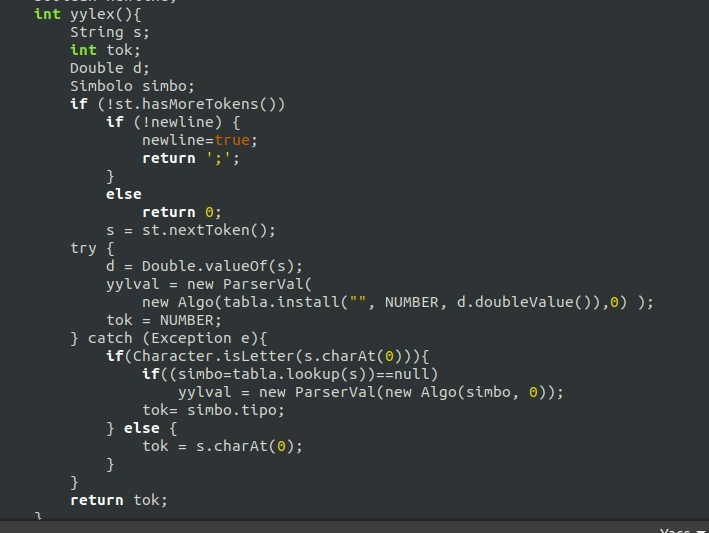 int yylex(){
String s;
int tok;
Double d;
Simbolo simbo;
if (!st.hasMoreTokens())
if (!newline) {
newline=true;
return ';';
}
else
return 0;
s = st.nextToken();
try {
d = Double.valueOf(s);
yylval = new ParserVal(
new Algo(tabla.install("", NUMBER, d.doubleValue()),0) );
tok = NUMBER;
} catch (Exception e){
if(Character.isLetter(s.charAt(0))){
if((simbo=tabla.lookup(s))==null)
yylval = new ParserVal(new Algo(simbo, 0));
tok= simbo.tipo;
} else {
tok = s.charAt(0);
}
}
return tok;
}